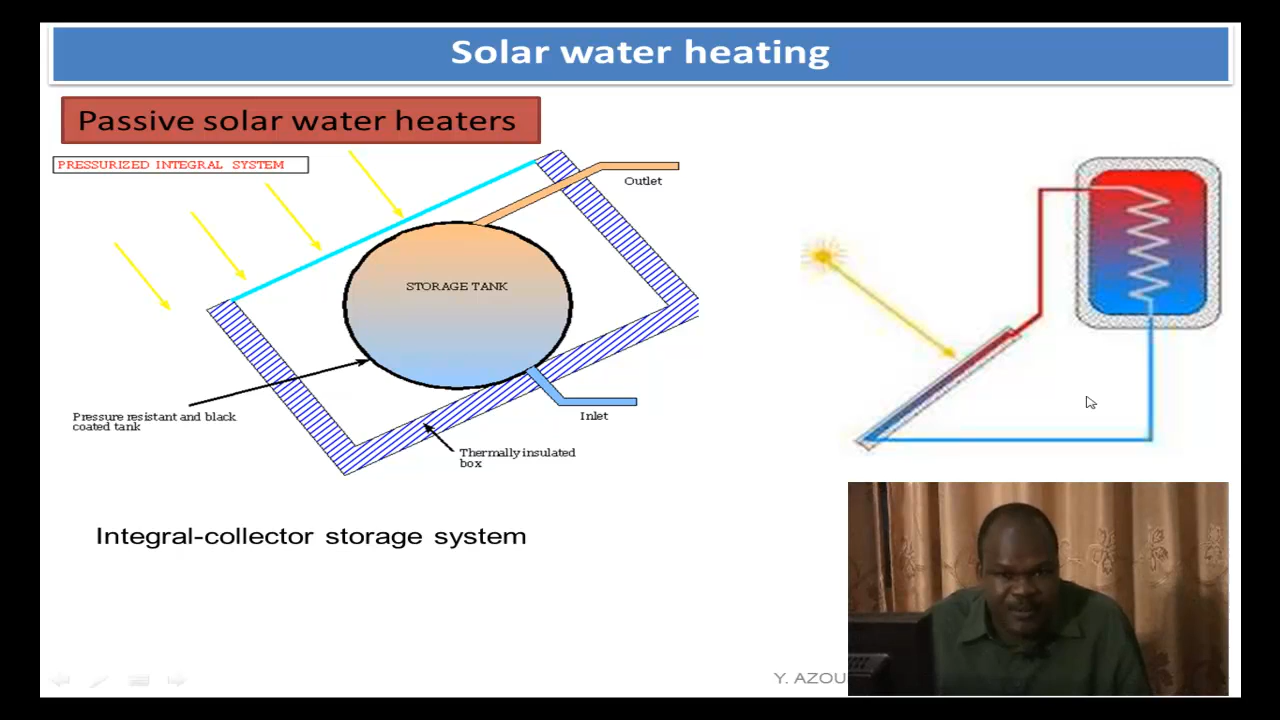 Solar water heating
Passive solar water heaters
PRESSURIZED INTEGRAL SYSTEM
Outlet
STORAGE TANK
Pressure resistant and black
coated tank
Inlet
Thermally insulated
box
Integral-collector storage system
Y. AZOU